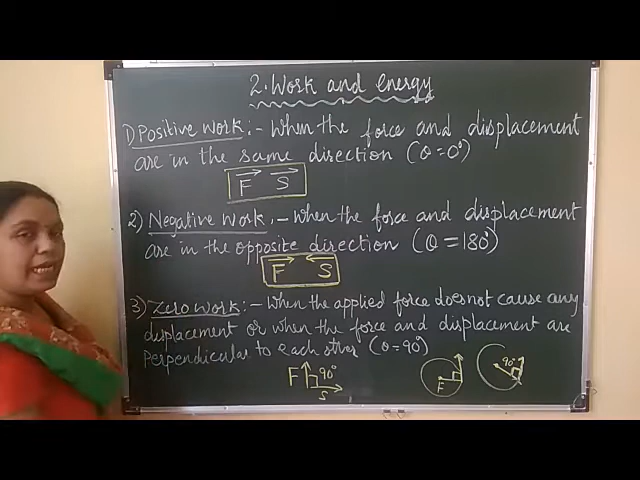 2. Work and energy
1) Positive work :- When the force and displacement
are in the same direction (θ=0°)
F S
2) Negative work :- When the force and displacement
are in the opposite direction (θ = 180°)
F S
3) Zero work :- When the applied force does not cause any
displacement or when the force and displacement are
perpendicular to each other (θ=90°)
F 90° F 90°
S